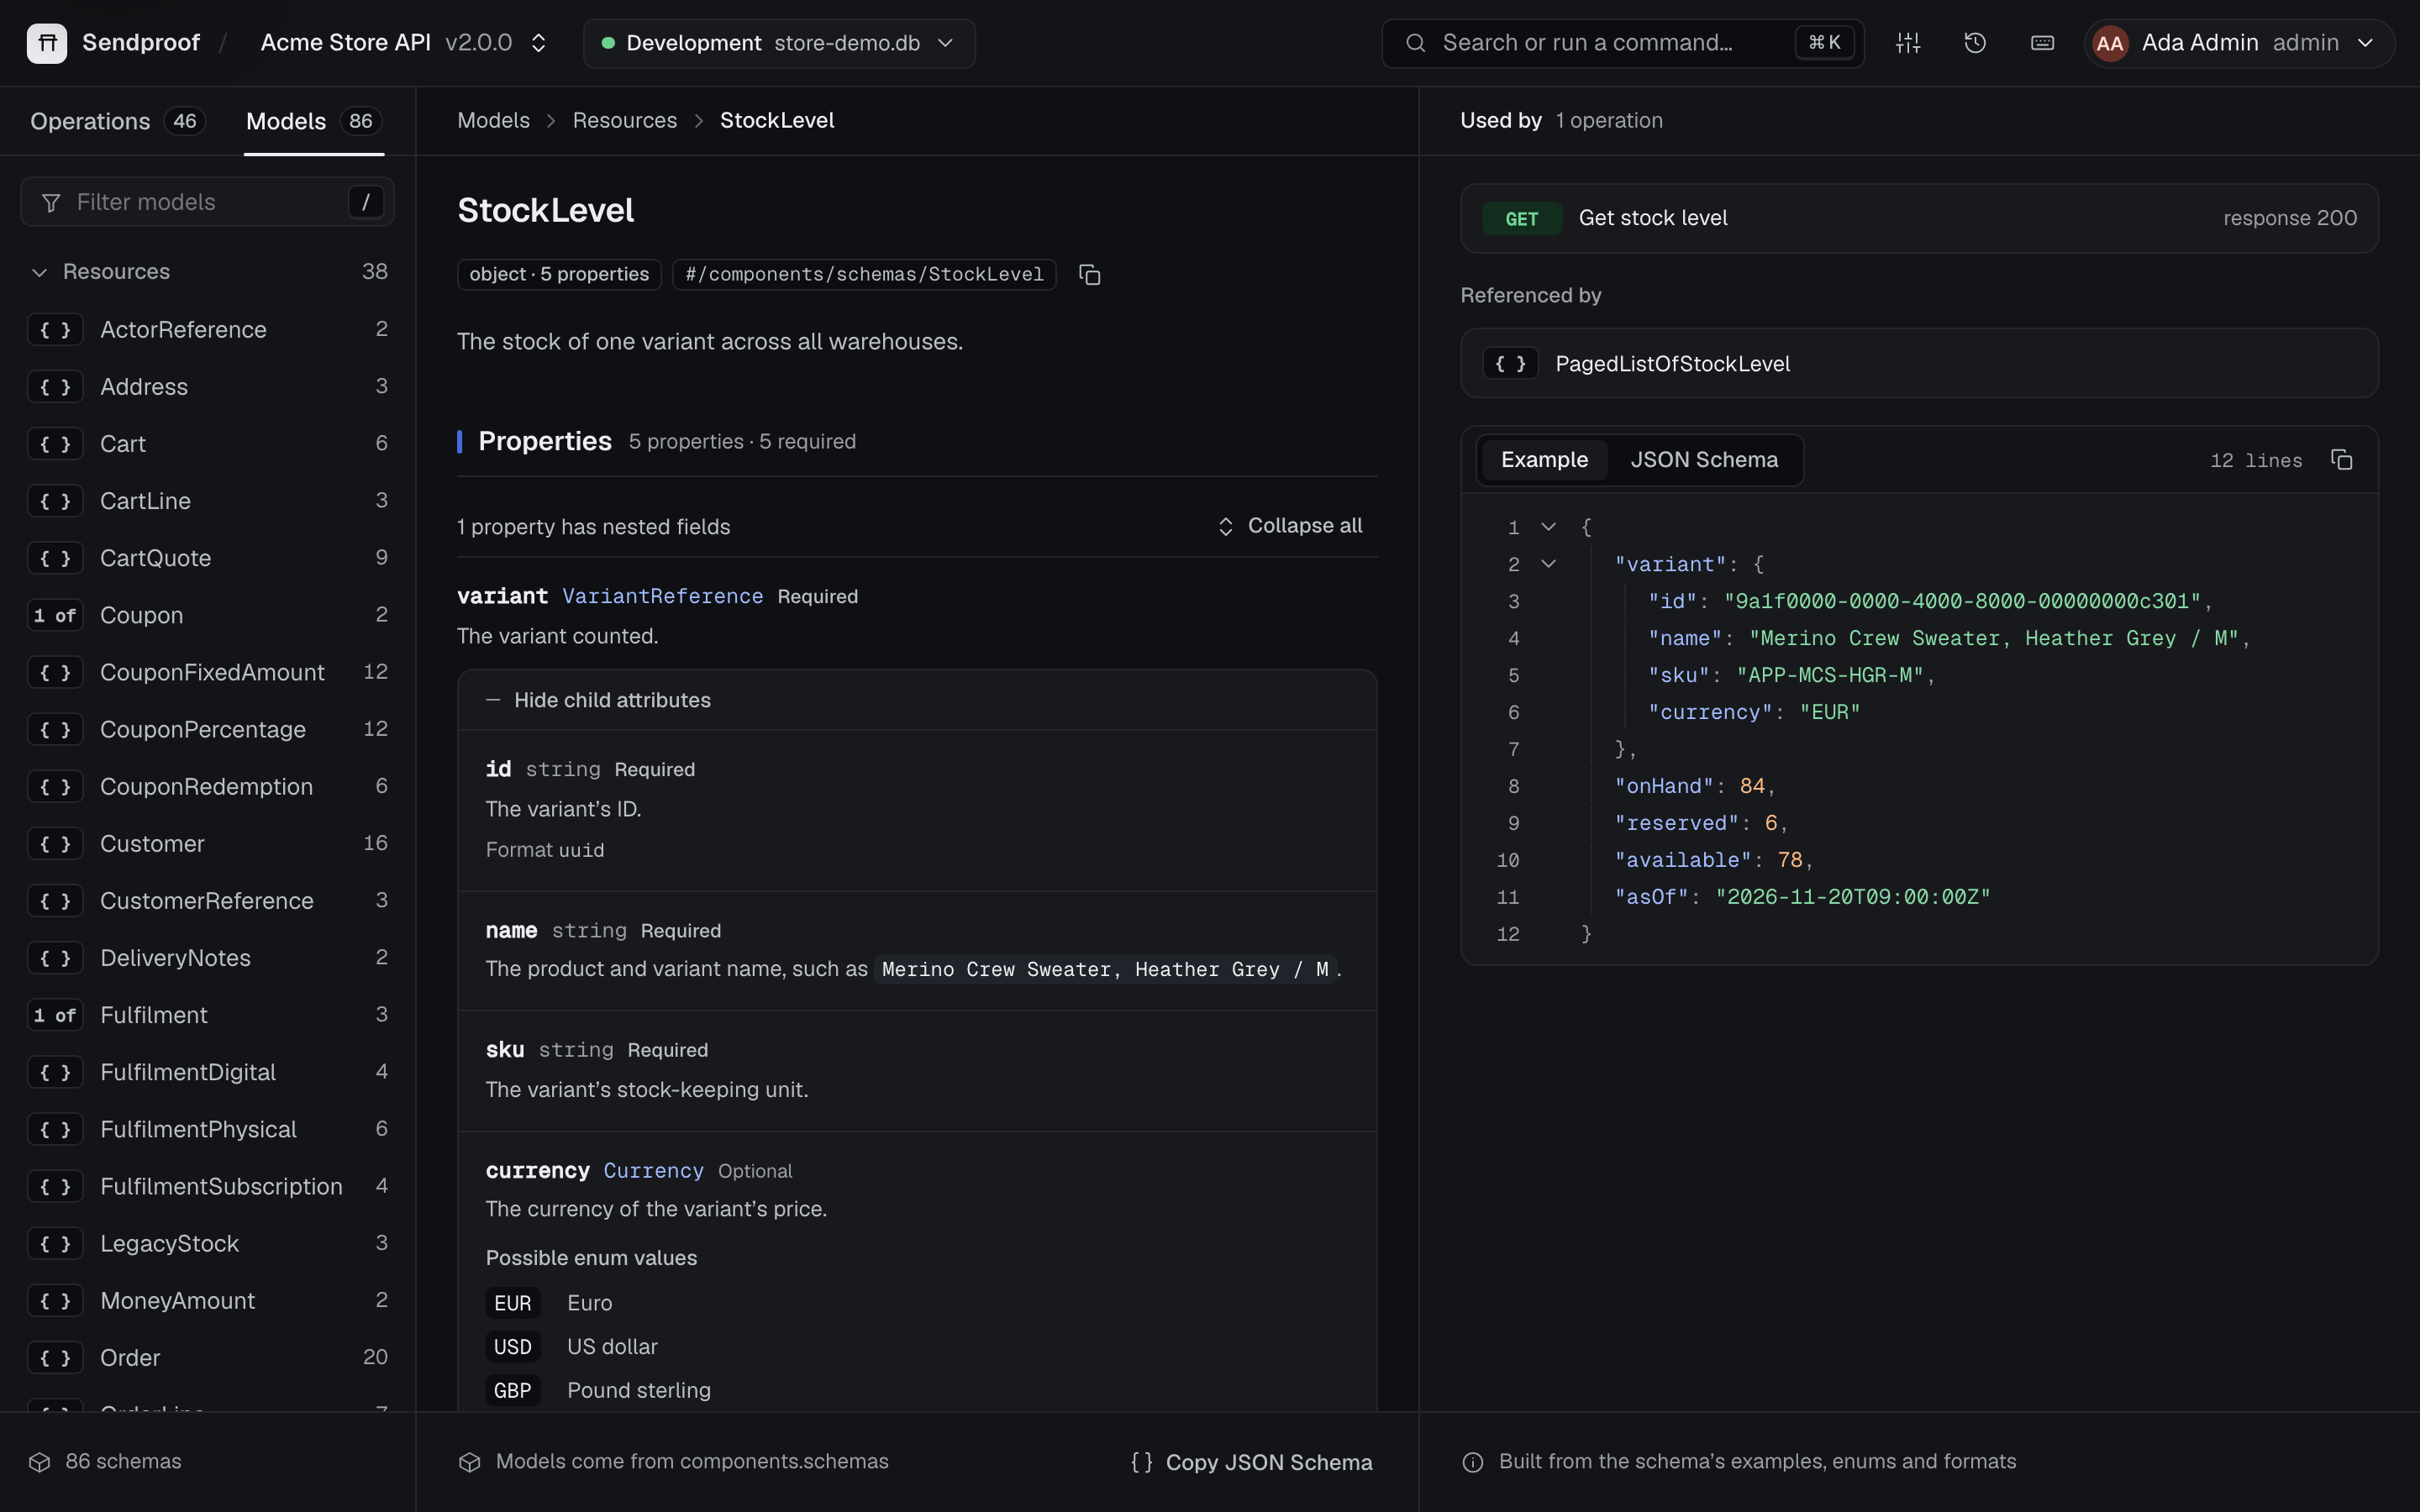 Sendproof / Acme Store API v2.0.0
Development store-demo.db
Search or run a command... ⌘K
AA Ada Admin admin
Operations 46 Models 86
Filter models /
Resources 38
{ } ActorReference 2
{ } Address 3
{ } Cart 6
{ } CartLine 3
{ } CartQuote 9
1 of Coupon 2
{ } CouponFixedAmount 12
{ } CouponPercentage 12
{ } CouponRedemption 6
{ } Customer 16
{ } CustomerReference 3
{ } DeliveryNotes 2
1 of Fulfilment 3
{ } FulfilmentDigital 4
{ } FulfilmentPhysical 6
{ } FulfilmentSubscription 4
{ } LegacyStock 3
{ } MoneyAmount 2
{ } Order 20
86 schemas
Models > Resources > StockLevel
StockLevel
object · 5 properties #/components/schemas/StockLevel
The stock of one variant across all warehouses.
Properties 5 properties · 5 required
1 property has nested fields Collapse all
variant VariantReference Required
The variant counted.
Hide child attributes
id string Required
The variant’s ID.
Format uuid
name string Required
The product and variant name, such as Merino Crew Sweater, Heather Grey / M.
sku string Required
The variant’s stock-keeping unit.
currency Currency Optional
The currency of the variant’s price.
Possible enum values
EUR Euro
USD US dollar
GBP Pound sterling
Models come from components.schemas
{ } Copy JSON Schema
Used by 1 operation
GET Get stock level response 200
Referenced by
{ } PagedListOfStockLevel
Example JSON Schema 12 lines
1 {
2 "variant": {
3 "id": "9a1f0000-0000-4000-8000-00000000c301",
4 "name": "Merino Crew Sweater, Heather Grey / M",
5 "sku": "APP-MCS-HGR-M",
6 "currency": "EUR"
7 },
8 "onHand": 84,
9 "reserved": 6,
10 "available": 78,
11 "asOf": "2026-11-20T09:00:00Z"
12 }
Built from the schema’s examples, enums and formats